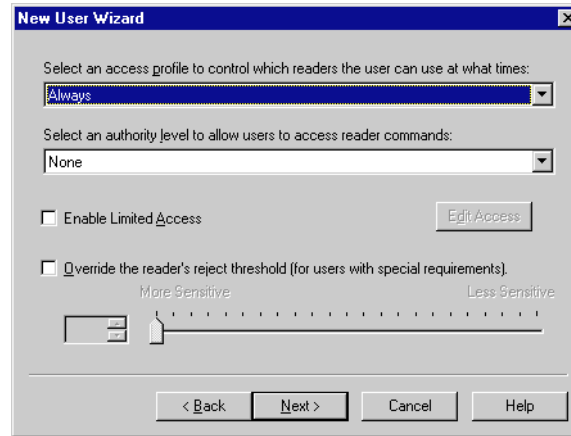 New User Wizard
Select an access profile to control which readers the user can use at what times:
Always
Select an authority level to allow users to access reader commands:
None
Enable Limited Access
Edit Access
Override the reader's reject threshold (for users with special requirements).
More Sensitive Less Sensitive
< Back Next > Cancel Help